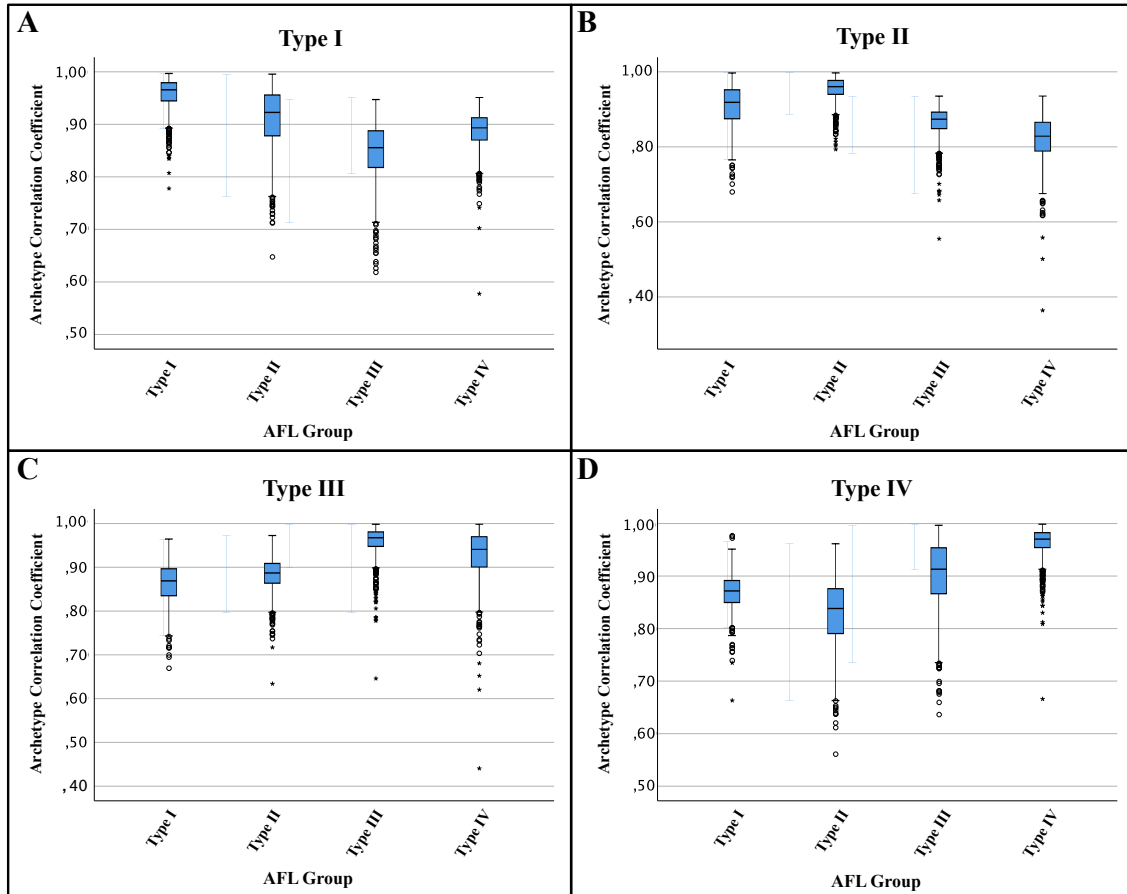 A
Type I
Archetype Correlation Coefficient
1,00
,90
,80
,70
,60
,50
Type I
Type II
Type III
Type IV
AFL Group
B
Type II
Archetype Correlation Coefficient
1,00
,80
,60
,40
Type I
Type II
Type III
Type IV
AFL Group
C
Type III
Archetype Correlation Coefficient
1,00
,90
,80
,70
,60
,50
,40
Type I
Type II
Type III
Type IV
AFL Group
D
Type IV
Archetype Correlation Coefficient
1,00
,90
,80
,70
,60
,50
Type I
Type II
Type III
Type IV
AFL Group